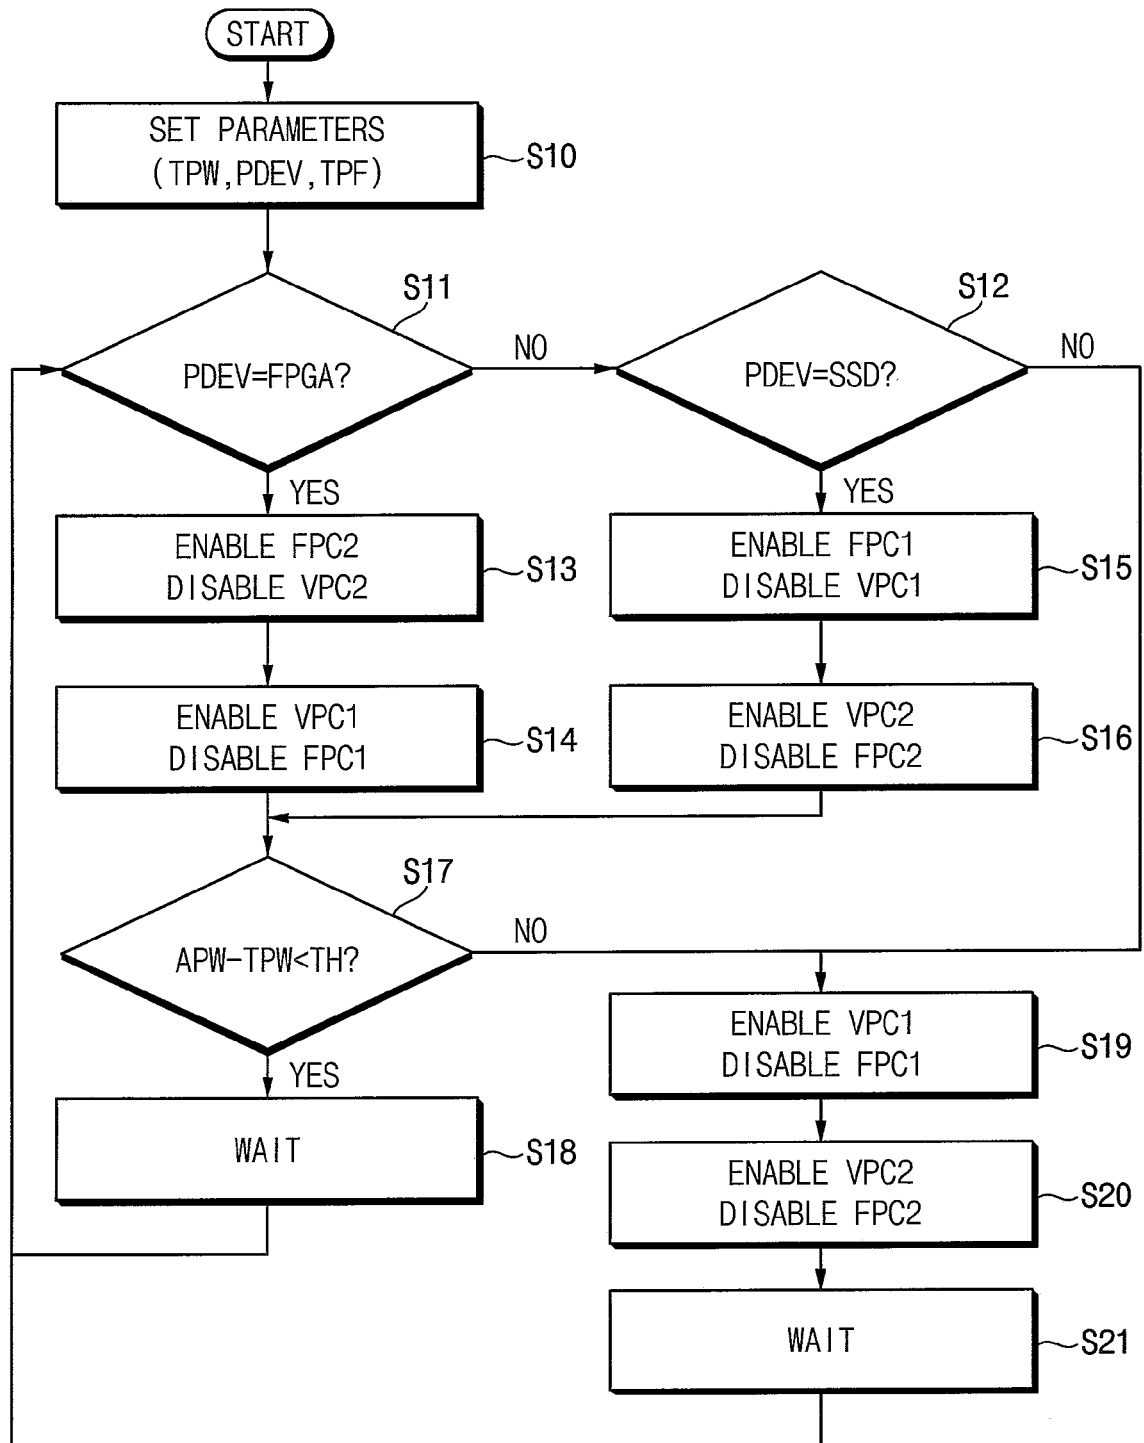 START
SET PARAMETERS
(TPW,PDEV,TPF)
S10
S11
PDEV=FPGA?
NO
S12
PDEV=SSD?
NO
YES
ENABLE FPC2
DISABLE VPC2
S13
YES
ENABLE FPC1
DISABLE VPC1
S15
ENABLE VPC1
DISABLE FPC1
S14
ENABLE VPC2
DISABLE FPC2
S16
S17
APW-TPW<TH?
NO
YES
WAIT
S18
ENABLE VPC1
DISABLE FPC1
S19
ENABLE VPC2
DISABLE FPC2
S20
WAIT
S21